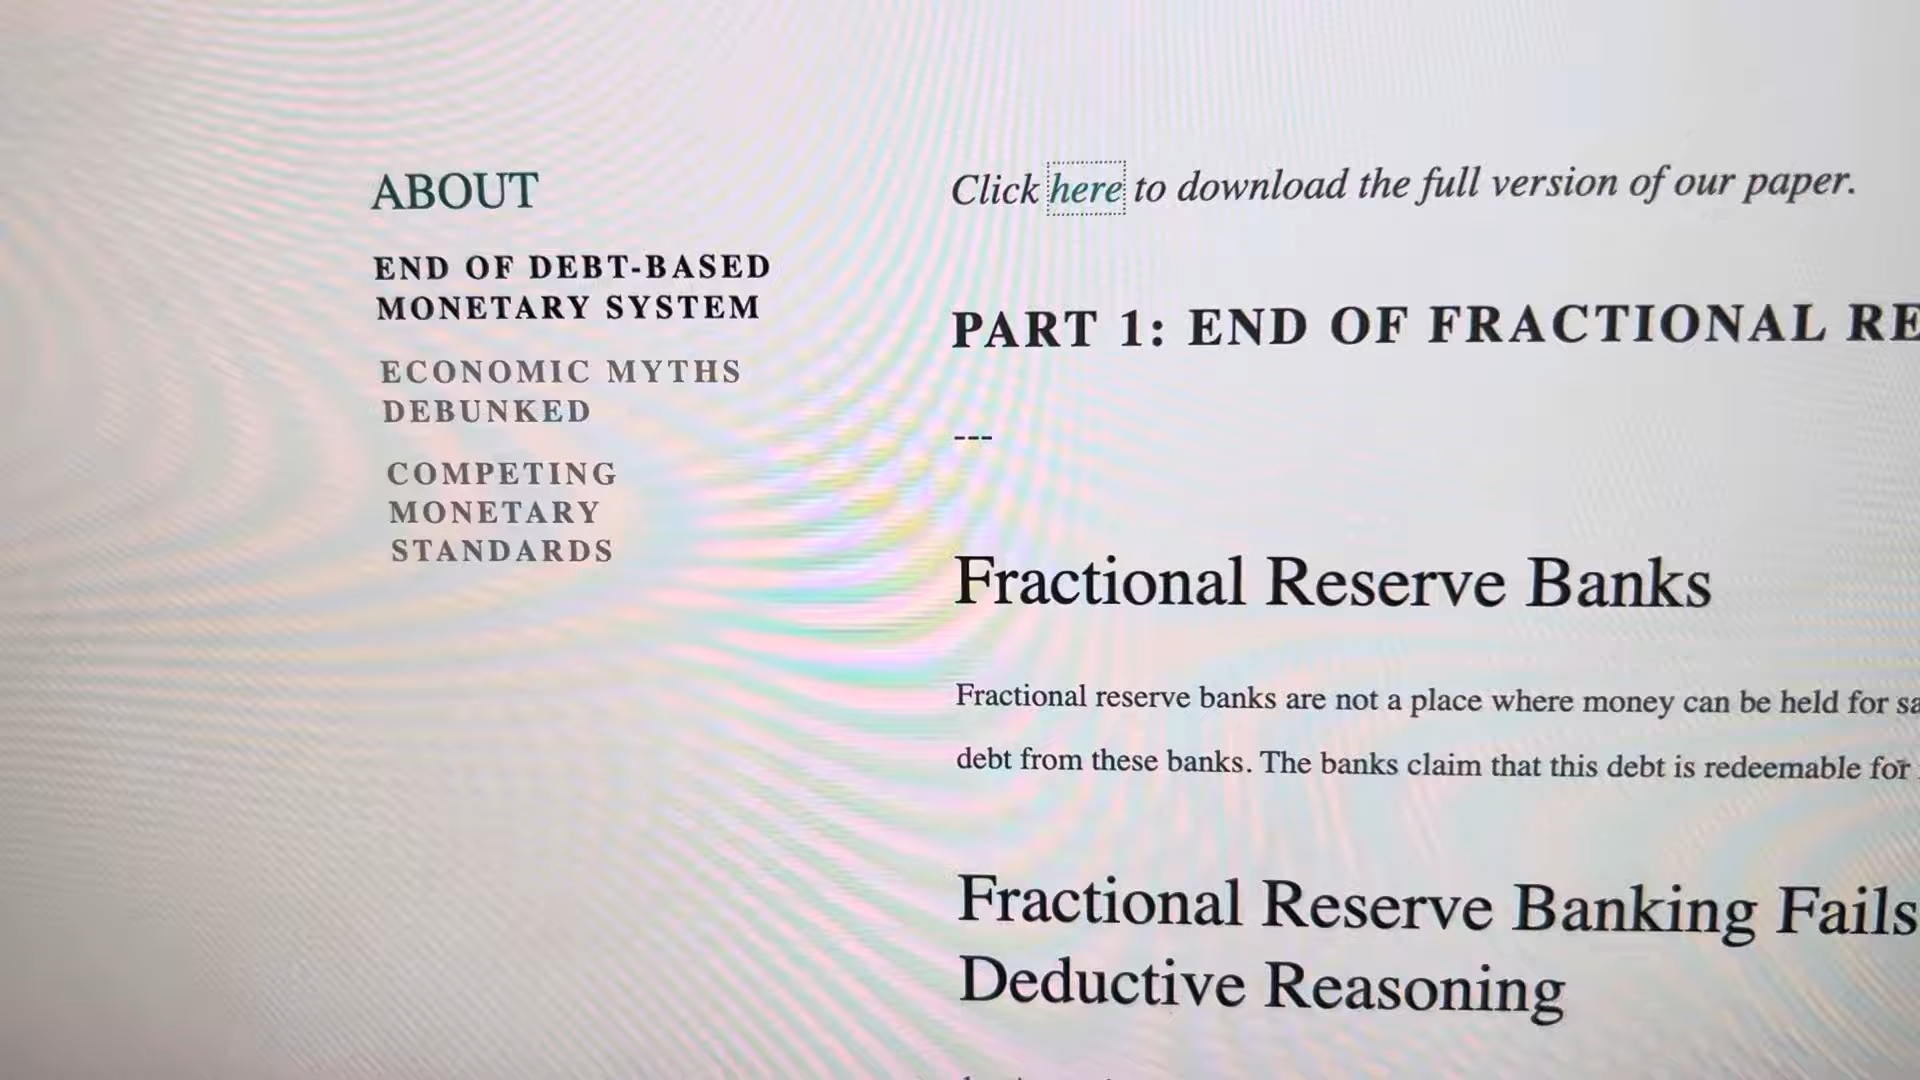 ABOUT
END OF DEBT-BASED
MONETARY SYSTEM
ECONOMIC MYTHS
DEBUNKED
COMPETING
MONETARY
STANDARDS
Click here to download the full version of our paper.
PART 1: END OF FRACTIONAL
---
Fractional Reserve Banks
Fractional reserve banks are not a place where money can be held for
debt from these banks. The banks claim that this debt is redeemable for
Fractional Reserve Banking Fails
Deductive Reasoning